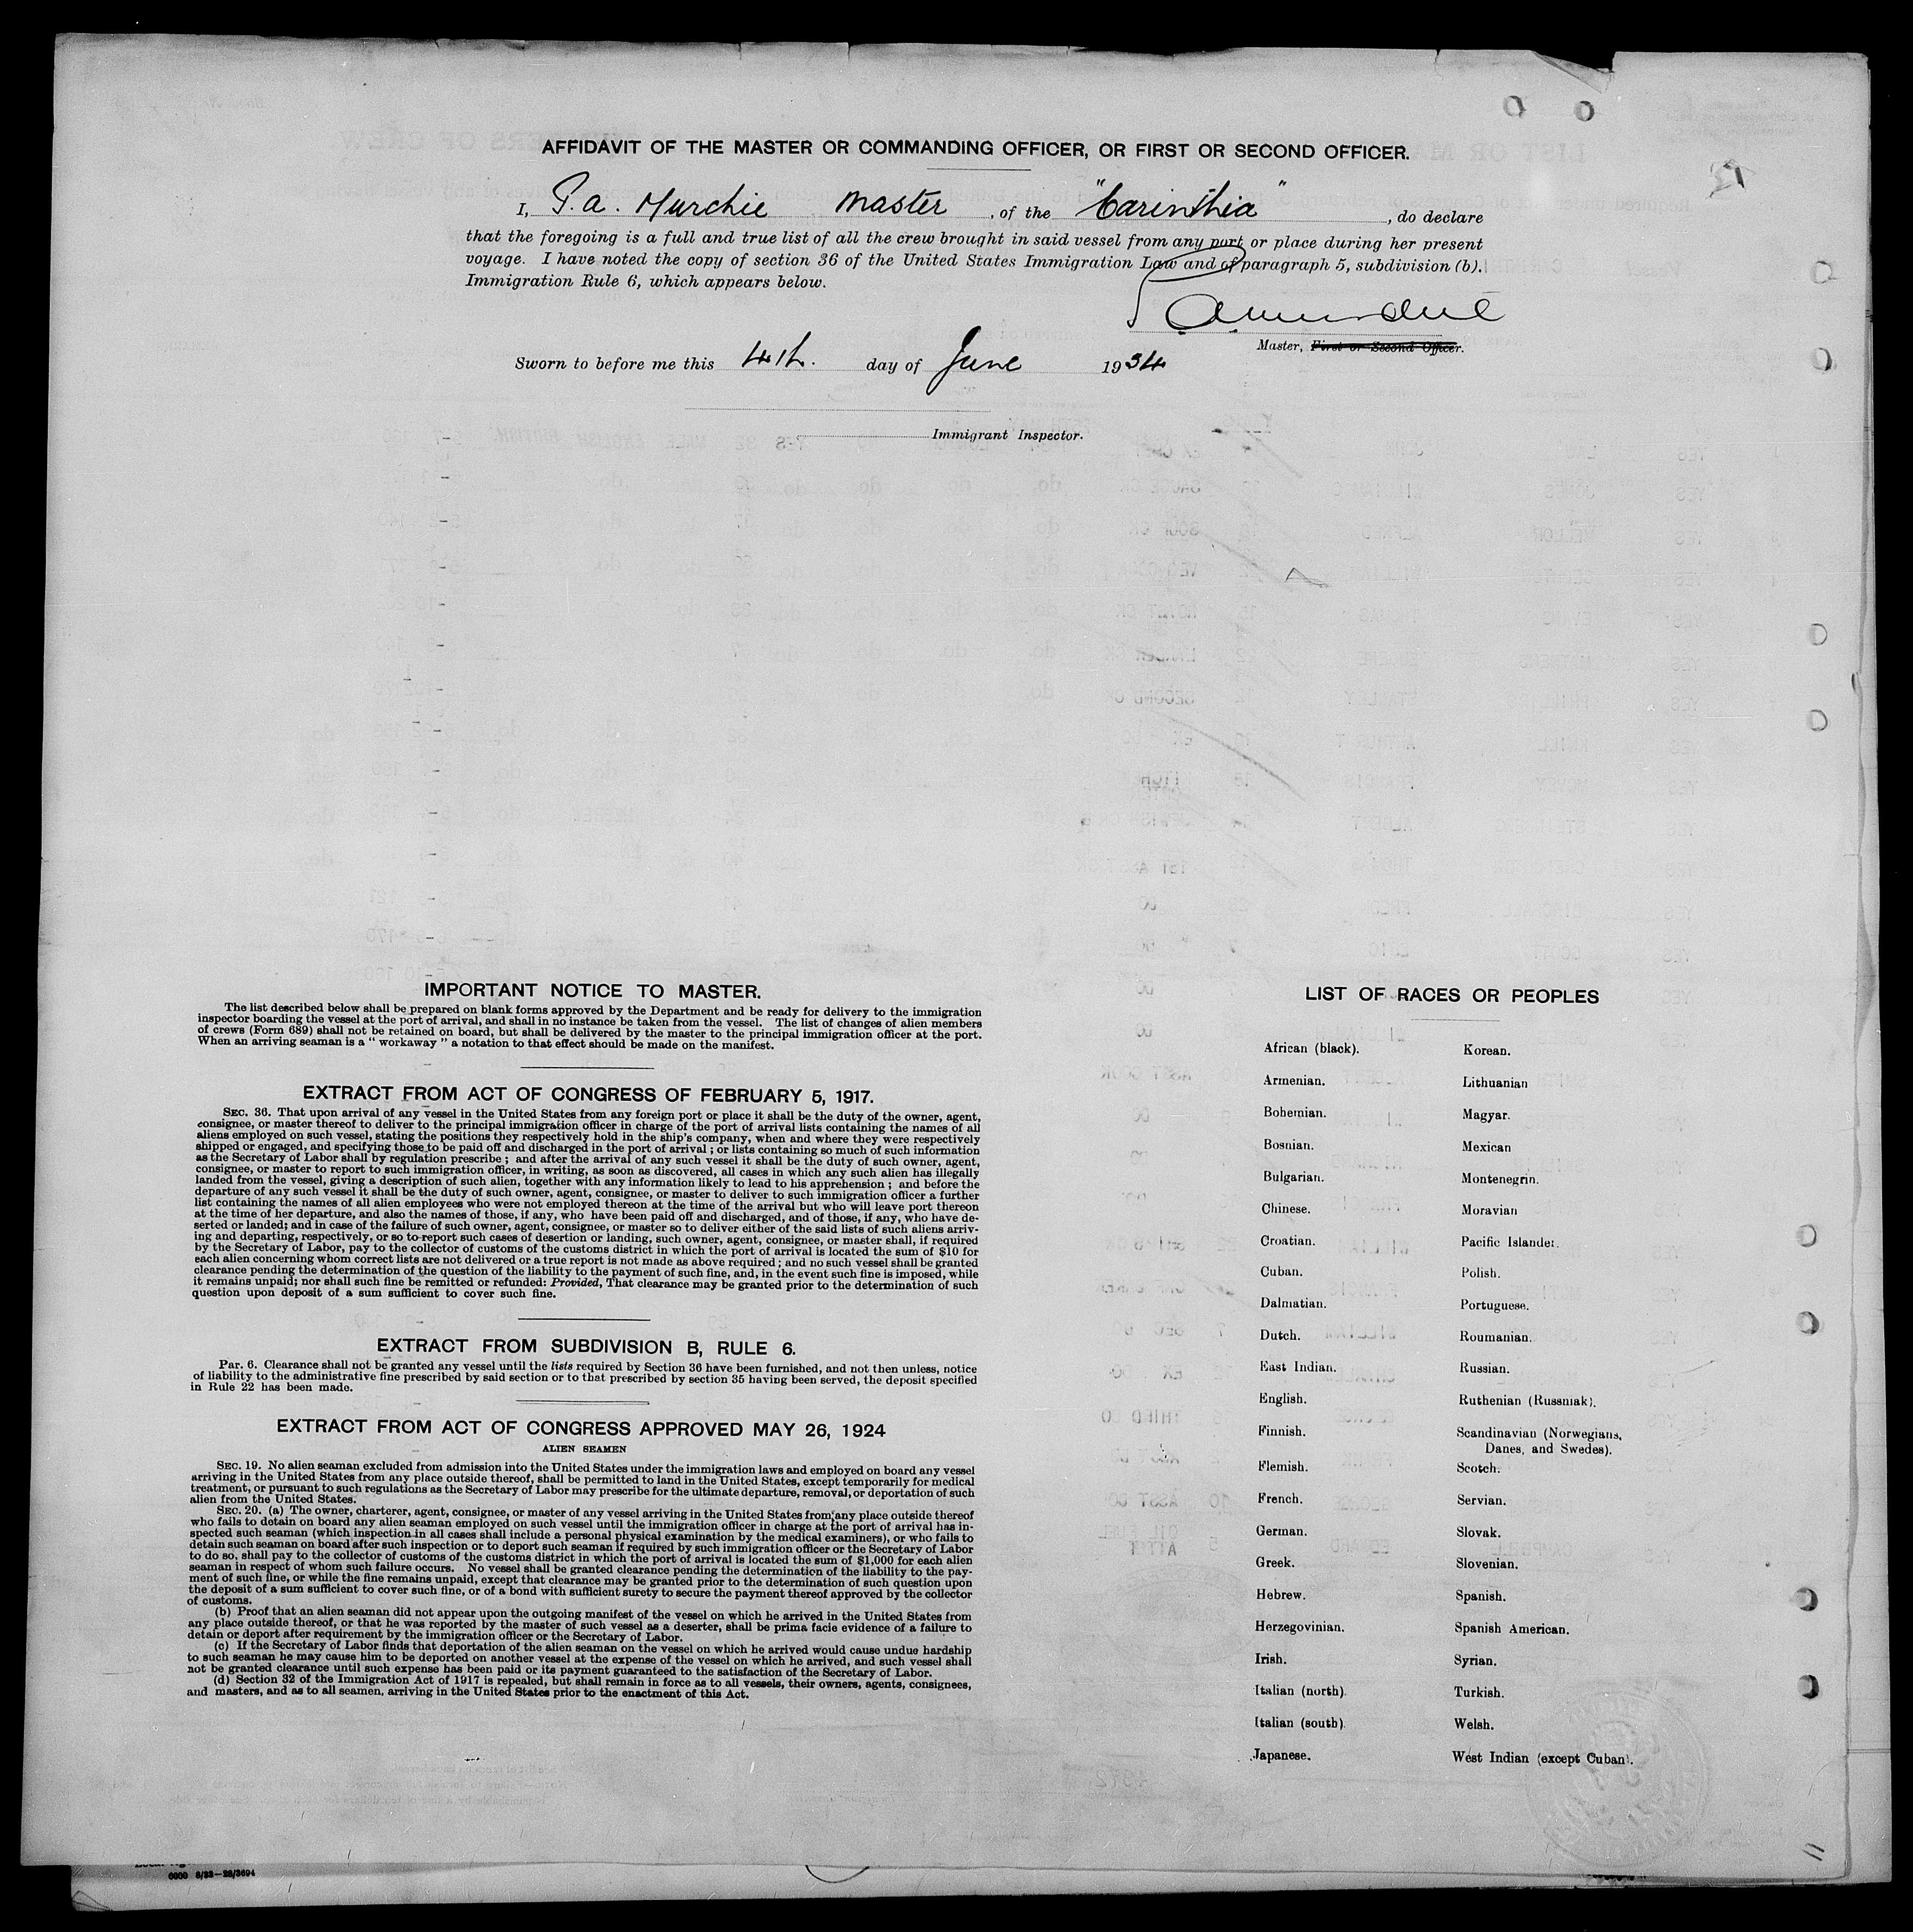 AFFIDAVIT OF THE MASTER OR COMMANDING OFFICER, OR FIRST OR SECOND OFFICER.
I, P.a. Murchie Master, of the "Carinthia", do declare
that the foregoing is a full and true list of all the crew brought in said vessel from any port or place during her present
voyage. I have noted the copy of section 36 of the United States Immigration Law and of paragraph 5, subdivision (b).
Immigration Rule 6, which appears below.
Master, First or Second Officer.
Sworn to before me this 4th. day of June 1934
Immigrant Inspector.
IMPORTANT NOTICE TO MASTER.
The list described below shall be prepared on blank forms approved by the Department and be ready for delivery to the immigration
inspector boarding the vessel at the port of arrival, and shall in no instance be taken from the vessel. The list of changes of alien members
of crews (Form 689) shall not be retained on board, but shall be delivered by the master to the principal immigration officer at the port.
When an arriving seaman is a " workaway " a notation to that effect should be made on the manifest.
EXTRACT FROM ACT OF CONGRESS OF FEBRUARY 5, 1917.
SEC. 36. That upon arrival of any vessel in the United States from any foreign port or place it shall be the duty of the owner, agent,
consignee, or master thereof to deliver to the principal immigration officer in charge of the port of arrival lists containing the names of all
aliens employed on such vessel, stating the positions they respectively hold in the ship's company, when and where they were respectively
shipped or engaged, and specifying those to be paid off and discharged in the port of arrival ; or lists containing so much of such information
as the Secretary of Labor shall by regulation prescribe ; and after the arrival of any such vessel it shall be the duty of such owner, agent,
consignee, or master to report to such immigration officer, in writing, as soon as discovered, all cases in which any such alien has illegally
landed from the vessel, giving a description of such alien, together with any information likely to lead to his apprehension ; and before the
departure of any such vessel it shall be the duty of such owner, agent, consignee, or master to deliver to such immigration officer a further
list containing the names of all alien employees who were not employed thereon at the time of the arrival but who will leave port thereon
at the time of her departure, and also the names of those, if any, who have been paid off and discharged, and of those, if any, who have de-
serted or landed; and in case of the failure of such owner, agent, consignee, or master so to deliver either of the said lists of such aliens arriv-
ing and departing, respectively, or so to report such cases of desertion or landing, such owner, agent, consignee, or master shall, if required
by the Secretary of Labor, pay to the collector of customs of the customs district in which the port of arrival is located the sum of $10 for
each alien concerning whom correct lists are not delivered or a true report is not made as above required ; and no such vessel shall be granted
clearance pending the determination of the question of the liability to the payment of such fine, and, in the event such fine is imposed, while
it remains unpaid; nor shall such fine be remitted or refunded: Provided, That clearance may be granted prior to the determination of such
question upon deposit of a sum sufficient to cover such fine.
EXTRACT FROM SUBDIVISION B, RULE 6.
PAR. 6. Clearance shall not be granted any vessel until the lists required by Section 36 have been furnished, and not then unless, notice
of liability to the administrative fine prescribed by said section or to that prescribed by section 35 having been served, the deposit specified
in Rule 22 has been made.
EXTRACT FROM ACT OF CONGRESS APPROVED MAY 26, 1924
ALIEN SEAMEN
SEC. 19. No alien seaman excluded from admission into the United States under the immigration laws and employed on board any vessel
arriving in the United States from any place outside thereof, shall be permitted to land in the United States, except temporarily for medical
treatment, or pursuant to such regulations as the Secretary of Labor may prescribe for the ultimate departure, removal, or deportation of such
alien from the United States.
SEC. 20. (a) The owner, charterer, agent, consignee, or master of any vessel arriving in the United States from any place outside thereof
who fails to detain on board any alien seaman employed on such vessel until the immigration officer in charge at the port of arrival has in-
spected such seaman (which inspection in all cases shall include a personal physical examination by the medical examiners), or who fails to
detain such seaman on board after such inspection or to deport such seaman if required by such immigration officer or the Secretary of Labor
to do so, shall pay to the collector of customs of the customs district in which the port of arrival is located the sum of $1,000 for each alien
seaman in respect of whom such failure occurs. No vessel shall be granted clearance pending the determination of the liability to the pay-
ment of such fine, or while the fine remains unpaid, except that clearance may be granted prior to the determination of such question upon
the deposit of a sum sufficient to cover such fine, or of a bond with sufficient surety to secure the payment thereof approved by the collector
of customs.
(b) Proof that an alien seaman did not appear upon the outgoing manifest of the vessel on which he arrived in the United States from
any place outside thereof, or that he was reported by the master of such vessel as a deserter, shall be prima facie evidence of a failure to
detain or deport after requirement by the immigration officer or the Secretary of Labor.
(c) If the Secretary of Labor finds that deportation of the alien seaman on the vessel on which he arrived would cause undue hardship
to such seaman he may cause him to be deported on another vessel at the expense of the vessel on which he arrived, and such vessel shall
not be granted clearance until such expense has been paid or its payment guaranteed to the satisfaction of the Secretary of Labor.
(d) Section 32 of the Immigration Act of 1917 is repealed, but shall remain in force as to all vessels, their owners, agents, consignees,
and masters, and as to all seamen, arriving in the United States prior to the enactment of this Act.
LIST OF RACES OR PEOPLES
African (black).
Armenian.
Bohemian.
Bosnian.
Bulgarian.
Chinese.
Croatian.
Cuban.
Dalmatian.
Dutch.
East Indian.
English.
Finnish.
Flemish.
French.
German.
Greek.
Hebrew.
Herzegovinian.
Irish.
Italian (north).
Italian (south).
Japanese.
Korean.
Lithuanian
Magyar.
Mexican
Montenegrin.
Moravian
Pacific Islander.
Polish.
Portuguese.
Roumanian.
Russian.
Ruthenian (Russniak).
Scandinavian (Norwegians,
Danes, and Swedes).
Scotch.
Servian.
Slovak.
Slovenian.
Spanish.
Spanish American.
Syrian.
Turkish.
Welsh.
West Indian (except Cuban).